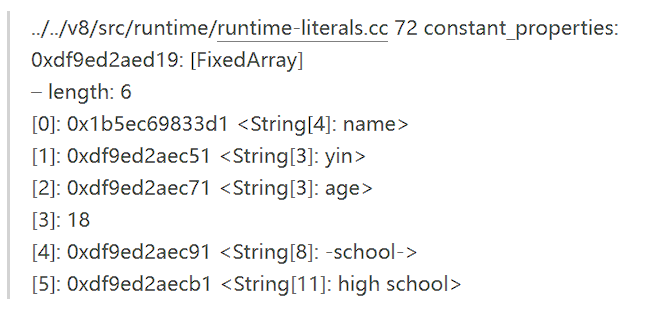 ../../v8/src/runtime/runtime-literals.cc 72 constant_properties:
0xdf9ed2aed19: [FixedArray]
– length: 6
[0]: 0x1b5ec69833d1 <String[4]: name>
[1]: 0xdf9ed2aec51 <String[3]: yin>
[2]: 0xdf9ed2aec71 <String[3]: age>
[3]: 18
[4]: 0xdf9ed2aec91 <String[8]: -school->
[5]: 0xdf9ed2aecb1 <String[11]: high school>